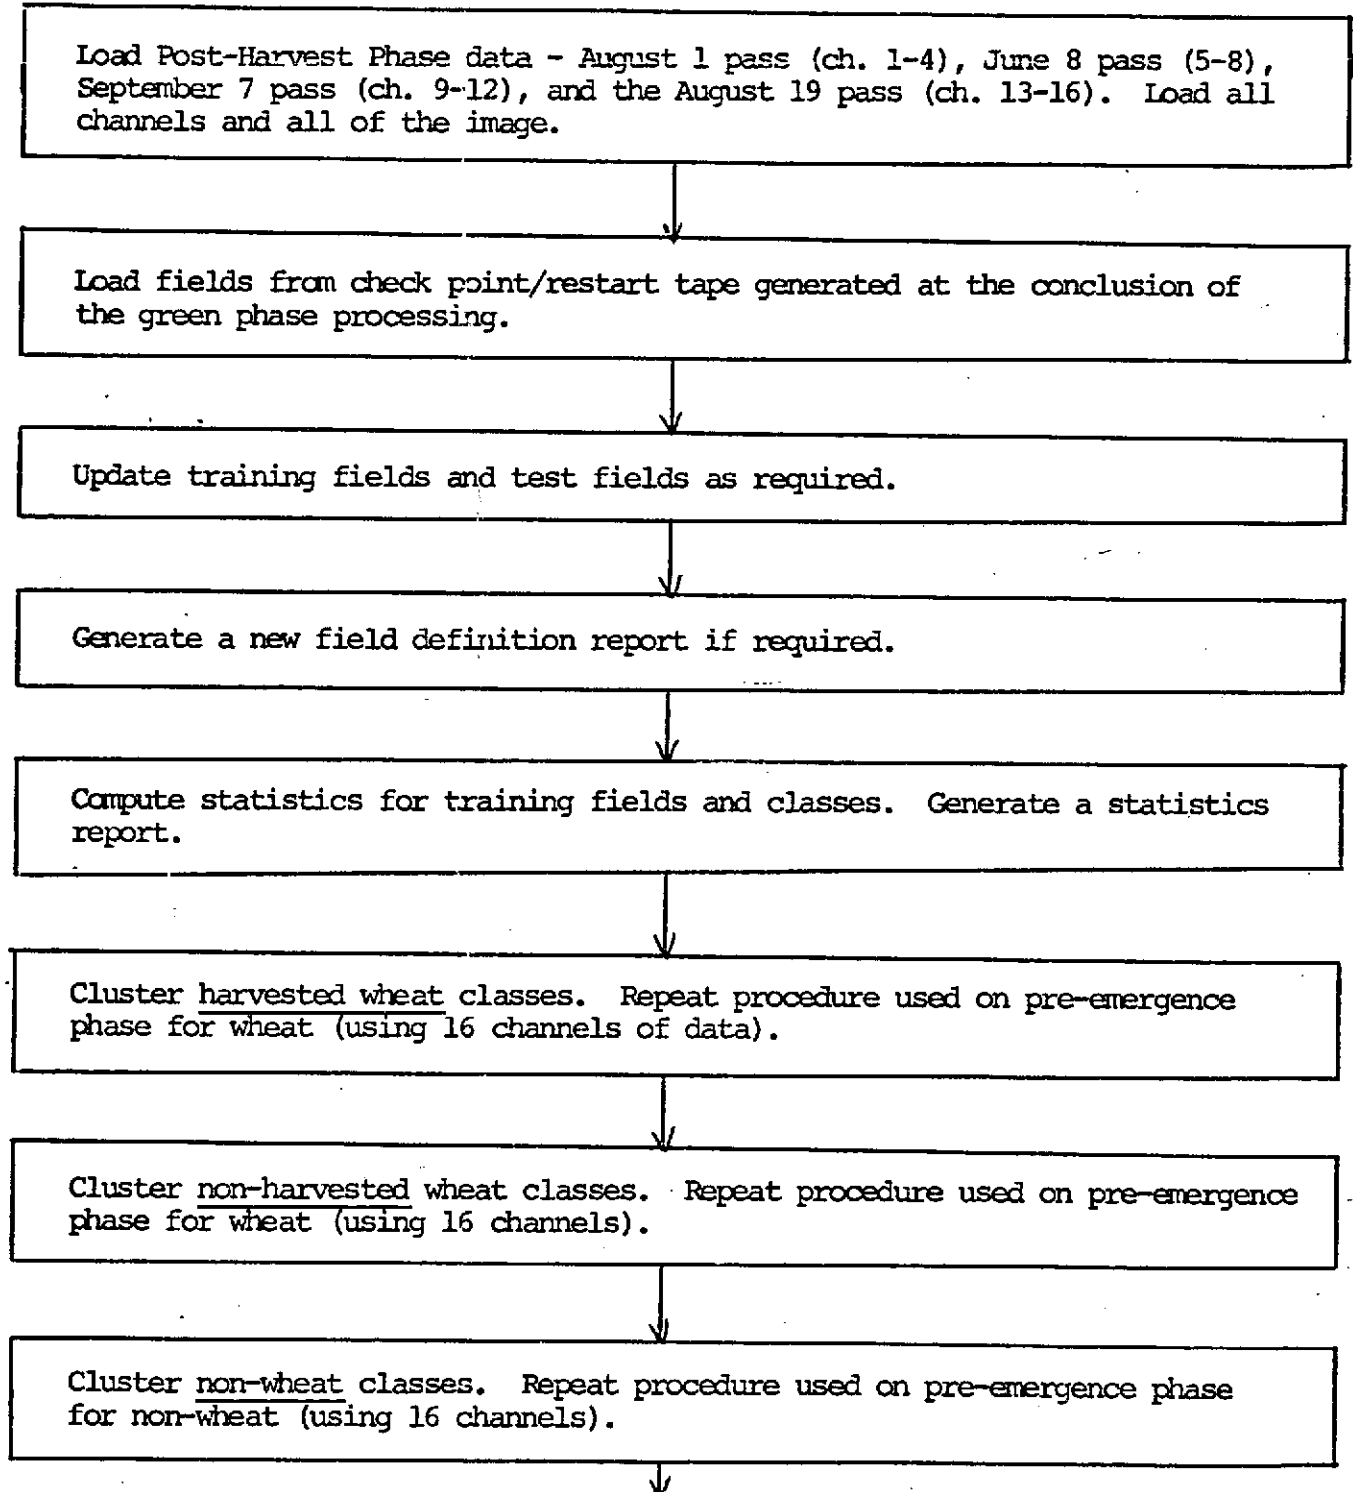 Load Post-Harvest Phase data - August 1 pass (ch. 1-4), June 8 pass (5-8),
September 7 pass (ch. 9-12), and the August 19 pass (ch. 13-16). Load all
channels and all of the image.
Load fields from check point/restart tape generated at the conclusion of
the green phase processing.
Update training fields and test fields as required.
Generate a new field definition report if required.
Compute statistics for training fields and classes. Generate a statistics
report.
Cluster harvested wheat classes. Repeat procedure used on pre-emergence
phase for wheat (using 16 channels of data).
Cluster non-harvested wheat classes. Repeat procedure used on pre-emergence
phase for wheat (using 16 channels).
Cluster non-wheat classes. Repeat procedure used on pre-emergence phase
for non-wheat (using 16 channels).